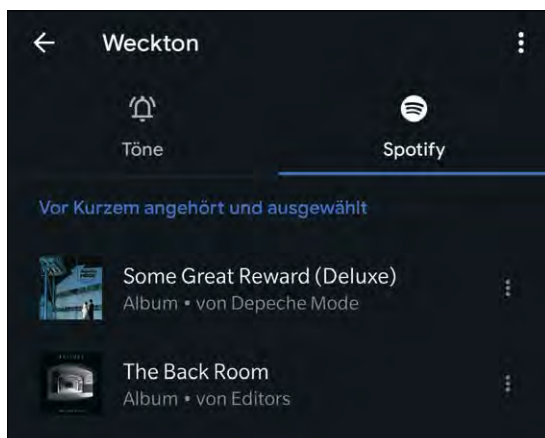 Weckton
Töne
Spotify
Vor Kurzem angehört und ausgewählt
Some Great Reward (Deluxe)
Album • von Depeche Mode
The Back Room
Album • von Editors